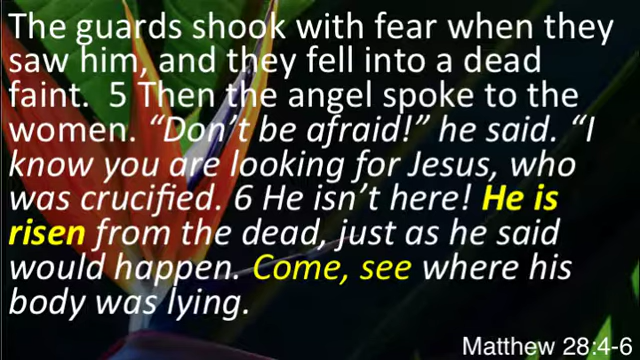 The guards shook with fear when they
saw him, and they fell into a dead
faint.  5 Then the angel spoke to the
women. “Don’t be afraid!” he said. “I
know you are looking for Jesus, who
was crucified. 6 He isn’t here! He is
risen from the dead, just as he said
would happen. Come, see where his
body was lying.
Matthew 28:4-6